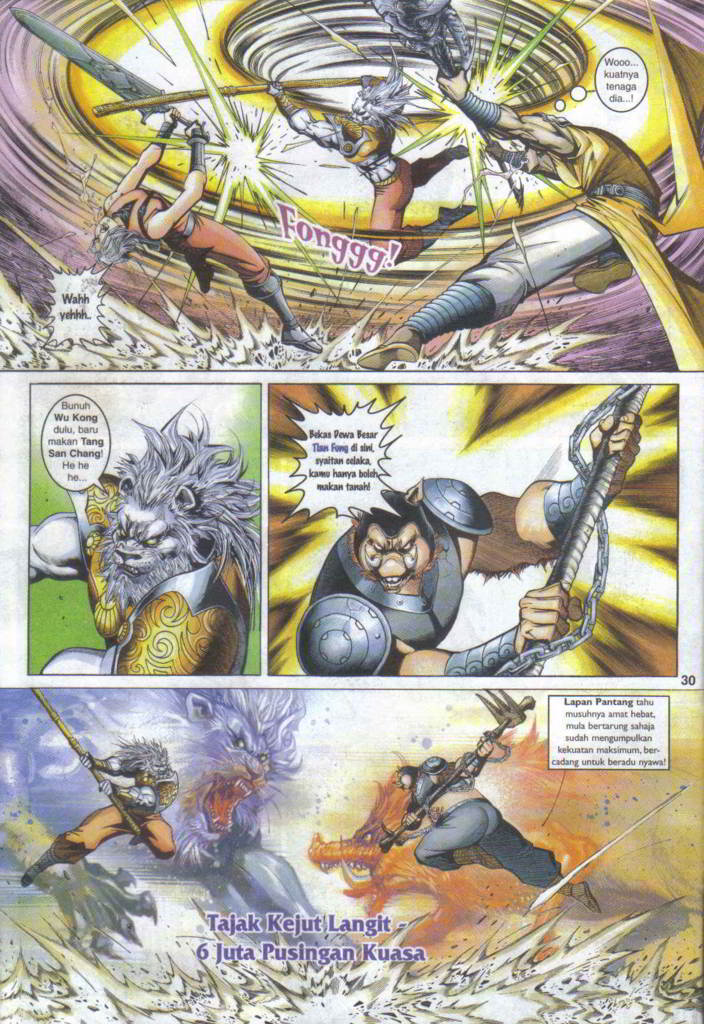 Wooo...
kuatnya
tenaga
dia...!
Fonggg!
Wahh
yehhh..
Bunuh
Wu Kong
dulu, baru
makan Tang
San Chang!
He he
he...
Bekas Dewa Besar
Tian Fung di sini,
syaitan celaka,
kamu hanya boleh
makan tanah!
30
Lapan Pantang tahu
musuhnya amat hebat,
mula bertarung sahaja
sudah mengumpulkan
kekuatan maksimum, ber-
cadang untuk beradu nyawa!
Tajak Kejut Langit -
6 Juta Pusingan Kuasa